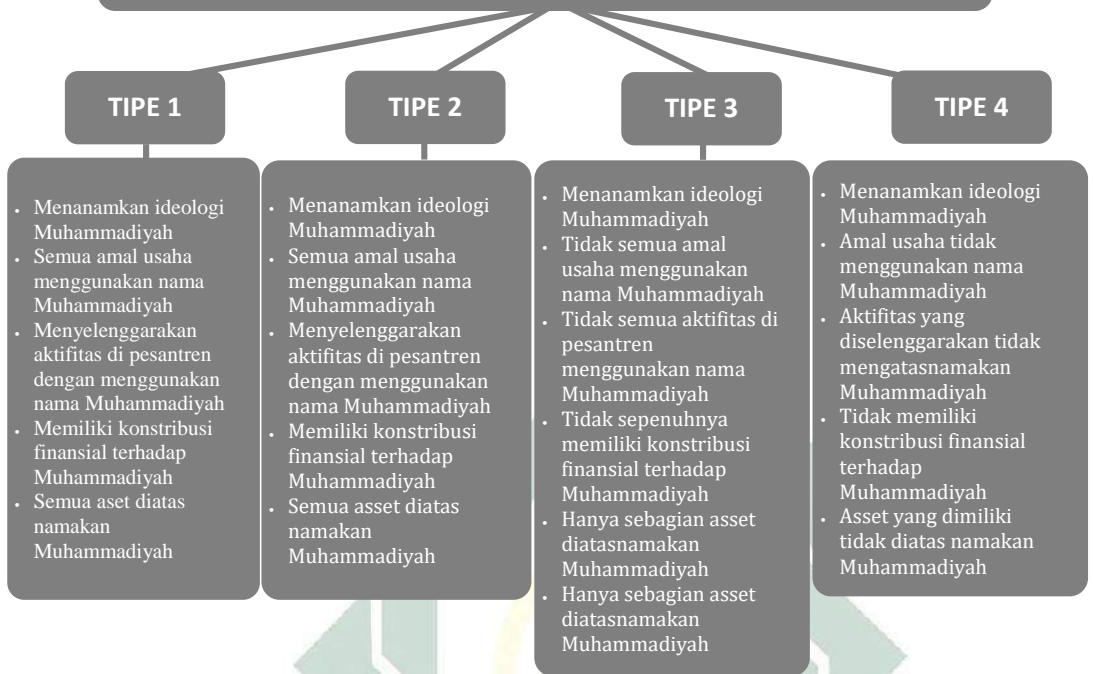 TIPE 1
• Menanamkan ideologi
Muhammadiyah
• Semua amal usaha
menggunakan nama
Muhammadiyah
• Menyelenggarakan
aktifitas di pesantren
dengan menggunakan
nama Muhammadiyah
• Memiliki konstribusi
finansial terhadap
Muhammadiyah
• Semua aset diatas
namakan
Muhammadiyah
TIPE 2
• Menanamkan ideologi
Muhammadiyah
• Semua amal usaha
menggunakan nama
Muhammadiyah
• Menyelenggarakan
aktifitas di pesantren
dengan menggunakan
nama Muhammadiyah
• Memiliki konstribusi
finansial terhadap
Muhammadiyah
• Semua asset diatas
namakan
Muhammadiyah
TIPE 3
• Menanamkan ideologi
Muhammadiyah
• Tidak semua amal
usaha menggunakan
nama Muhammadiyah
• Tidak semua aktifitas di
pesantren
menggunakan nama
Muhammadiyah
• Tidak sepenuhnya
memiliki konstribusi
finansial terhadap
Muhammadiyah
• Hanya sebagian asset
diatasnamakan
Muhammadiyah
• Hanya sebagian asset
diatasnamakan
Muhammadiyah
TIPE 4
• Menanamkan ideologi
Muhammadiyah
• Amal usaha tidak
menggunakan nama
Muhammadiyah
• Aktifitas yang
diselenggarakan tidak
mengatasnamakan
Muhammadiyah
• Tidak memiliki
konstribusi finansial
terhadap
Muhammadiyah
• Asset yang dimiliki
tidak diatas namakan
Muhammadiyah